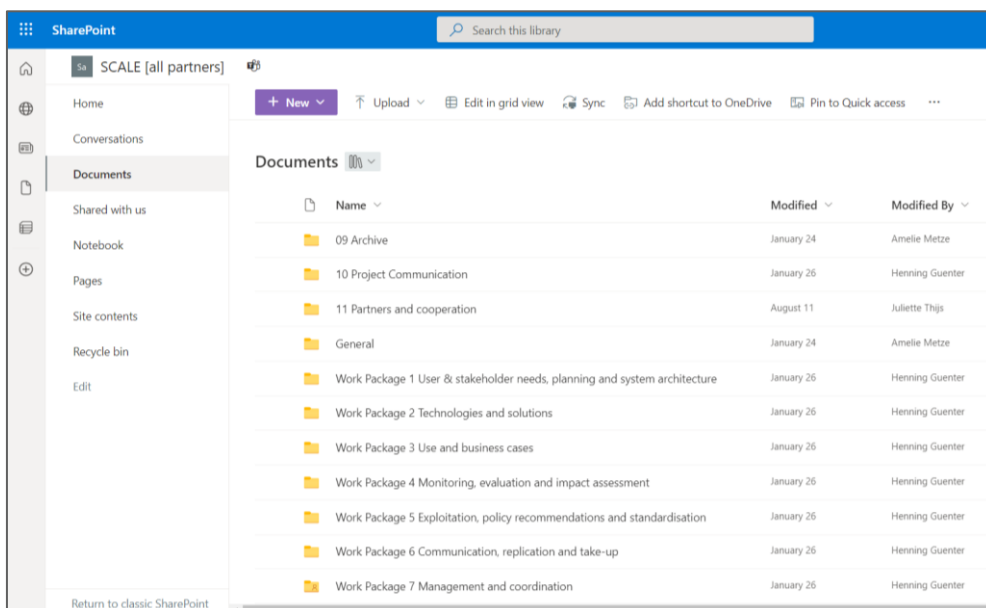 SharePoint
Search this library
Sa SCALE [all partners]
Home
Conversations
Documents
Shared with us
Notebook
Pages
Site contents
Recycle bin
Edit
Return to classic SharePoint
+ New Upload Edit in grid view Sync Add shortcut to OneDrive Pin to Quick access ...
Documents
Name Modified Modified By
09 Archive January 24 Amelie Metze
10 Project Communication January 26 Henning Guenter
11 Partners and cooperation August 11 Juliette Thijs
General January 24 Amelie Metze
Work Package 1 User & stakeholder needs, planning and system architecture January 26 Henning Guenter
Work Package 2 Technologies and solutions January 26 Henning Guenter
Work Package 3 Use and business cases January 26 Henning Guenter
Work Package 4 Monitoring, evaluation and impact assessment January 26 Henning Guenter
Work Package 5 Exploitation, policy recommendations and standardisation January 26 Henning Guenter
Work Package 6 Communication, replication and take-up January 26 Henning Guenter
Work Package 7 Management and coordination January 26 Henning Guenter